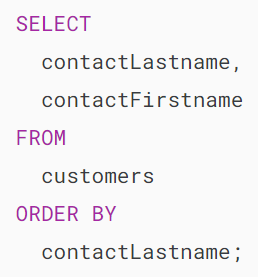 SELECT
contactLastname,
contactFirstname
FROM
customers
ORDER BY
contactLastname;